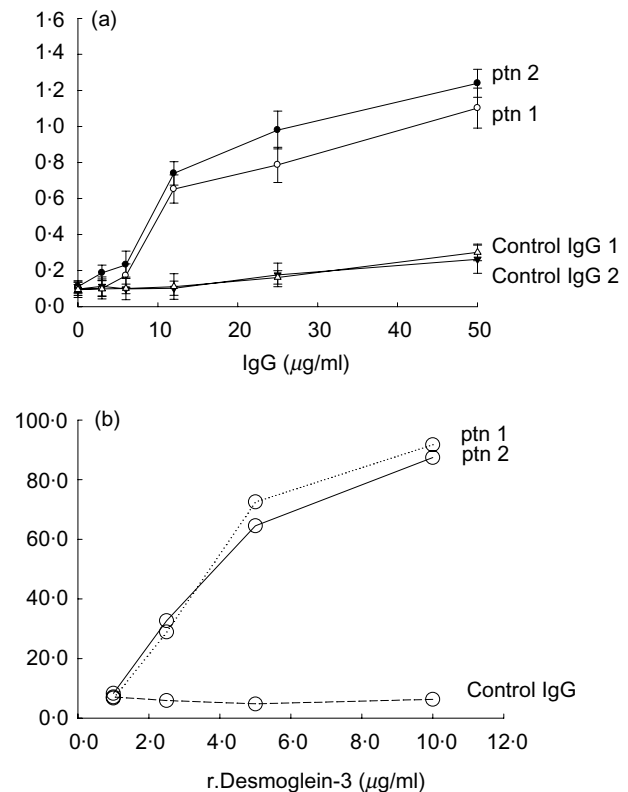 (a)
1·6
1·4
1·2
1·0
0·8
0·6
0·4
0·2
0·0
ptn 2
ptn 1
Control IgG 1
Control IgG 2
0 10 20 30 40 50
IgG (μg/ml)
(b)
100·0
80·0
60·0
40·0
20·0
0·0
ptn 1
ptn 2
Control IgG
0·0 2·0 4·0 6·0 8·0 10·0 12·0
r.Desmoglein-3 (μg/ml)